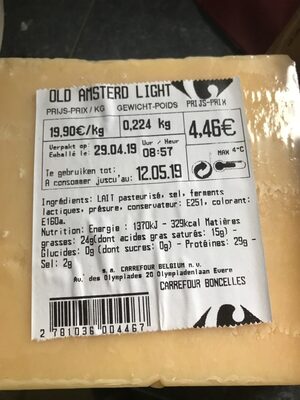 OLD AMSTERD LIGHT
PRIJS-PRIX/KG GEWICHT-POIDS PRIJS-PRIX
19,90€/kg 0,224 kg 4.46€
Verpakt op: Uur / Heur
Emballé le: 29.04.19 08:57
MAX 4°C
Te gebruiken tot:
A consommer jusqu'au: 12.05.19
Ingrédients: LAIT pasteurisé, sel, ferments
lactiques, présure, conservateur: E251, colorant:
E160a.
Nutrition: Energie : 1370kJ - 329kcal Matières
grasses: 24g(dont acides gras saturés: 15g) -
Glucides: 0g (dont sucres: 0g) - Protéines: 29g -
Sel: 2g
s.a. CARREFOUR BELGIUM n.v.
Av. des Olympiades 20 Olympiadenlaan Evere
CARREFOUR BONCELLES
2 781036 004467